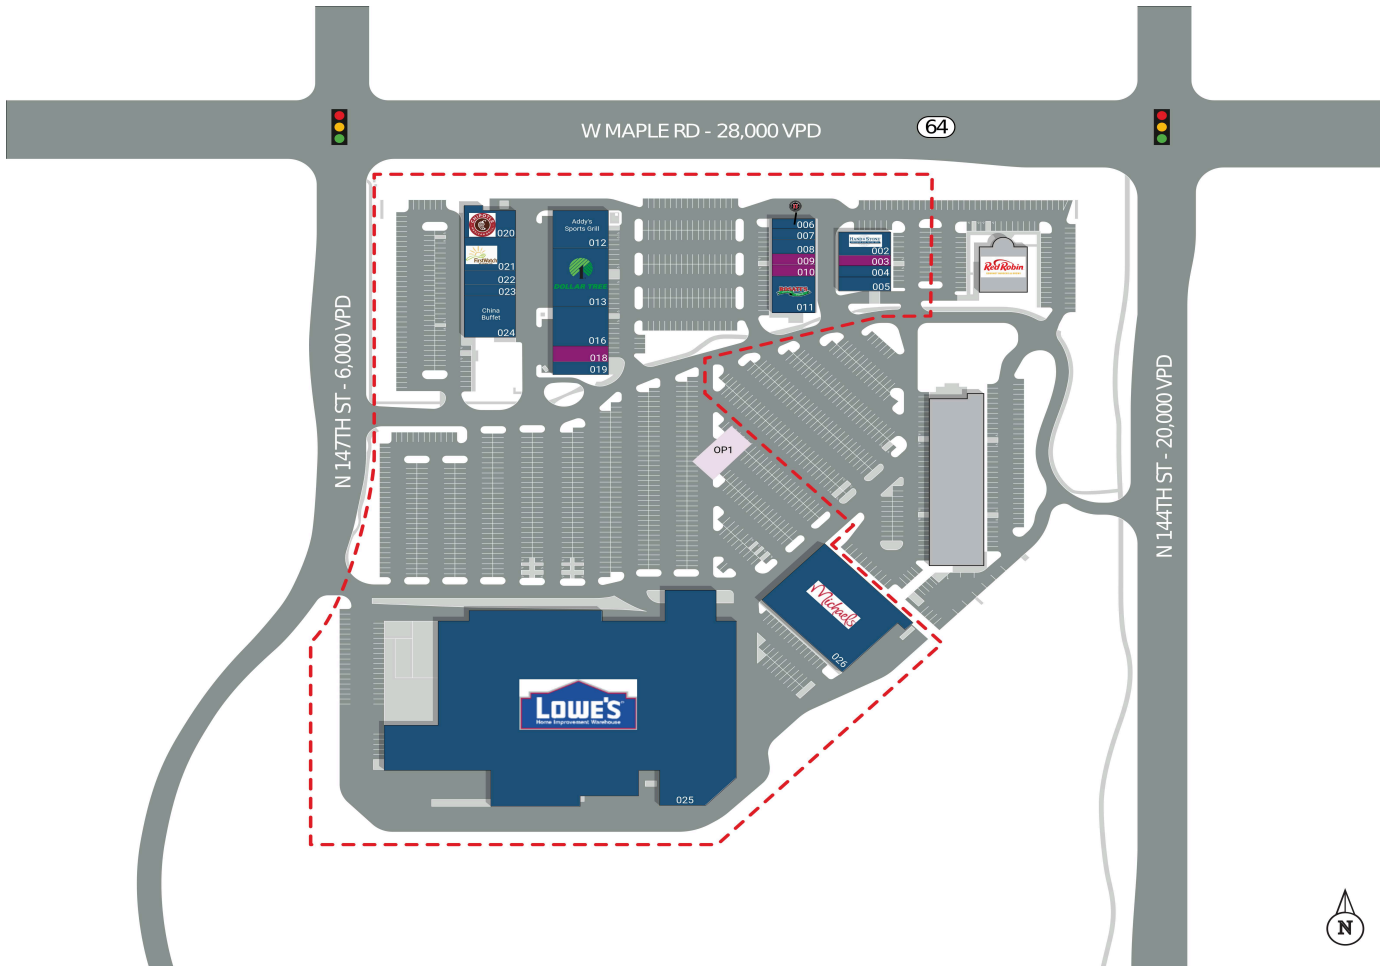 W MAPLE RD - 28,000 VPD
64
N 147TH ST - 6,000 VPD
N 144TH ST - 20,000 VPD
020
FirstWatch
021
022
023
China
Buffet
024
Addy's
Sports Grill
012
DOLLAR TREE
013
016
018
019
006
007
008
009
010
011
002
003
004
005
Red Robin
OP1
Michaels
026
LOWE'S
Home Improvement Warehouse
025
N